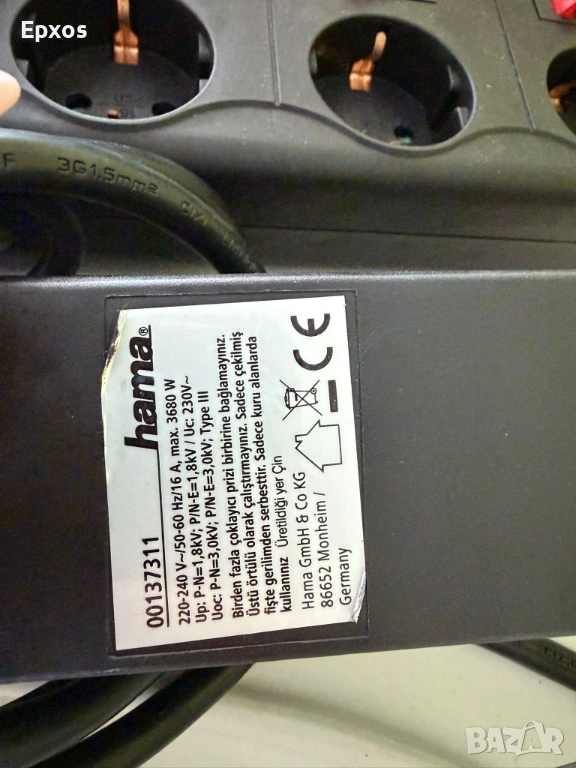 Epxos
F 3G1,5mm2
hama®
00137311
220-240 V~/50-60 Hz/16 A, max. 3680 W
Up: P-N=1,8kV; P/N-E=1,8kV / Uc: 230V~
Uoc: P-N=3,0kV; P/N-E=3,0kV; Type III
Birden fazla çoklayıcı prizi birbirine bağlamayınız.
Üstü örtülü olarak çalıştırmayınız. Sadece çekilmiş
fişte gerilimden serbesttir. Sadece kuru alanlarda
kullanınız Üretildiği yer Çin
Hama GmbH & Co KG
86652 Monheim /
Germany
CE
BAZAR